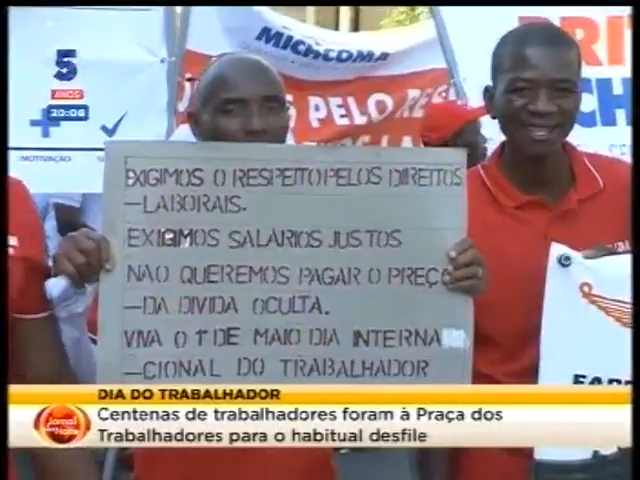 MICHCOMA
5
ANOS
20:08
PELO RES
MOTIVAÇÃO
EXIGIMOS O RESPEITO PELOS DIREITOS
-LABORAIS.
EXIGIMOS SALARIOS JUSTOS
NAO QUEREMOS PAGAR O PREÇO
-DA DIVIDA OCULTA.
VIVA O 1º DE MAIO DIA INTERNA
-CIONAL DO TRABALHADOR
DIA DO TRABALHADOR
Jornal da Noite
Centenas de trabalhadores foram à Praça dos
Trabalhadores para o habitual desfile